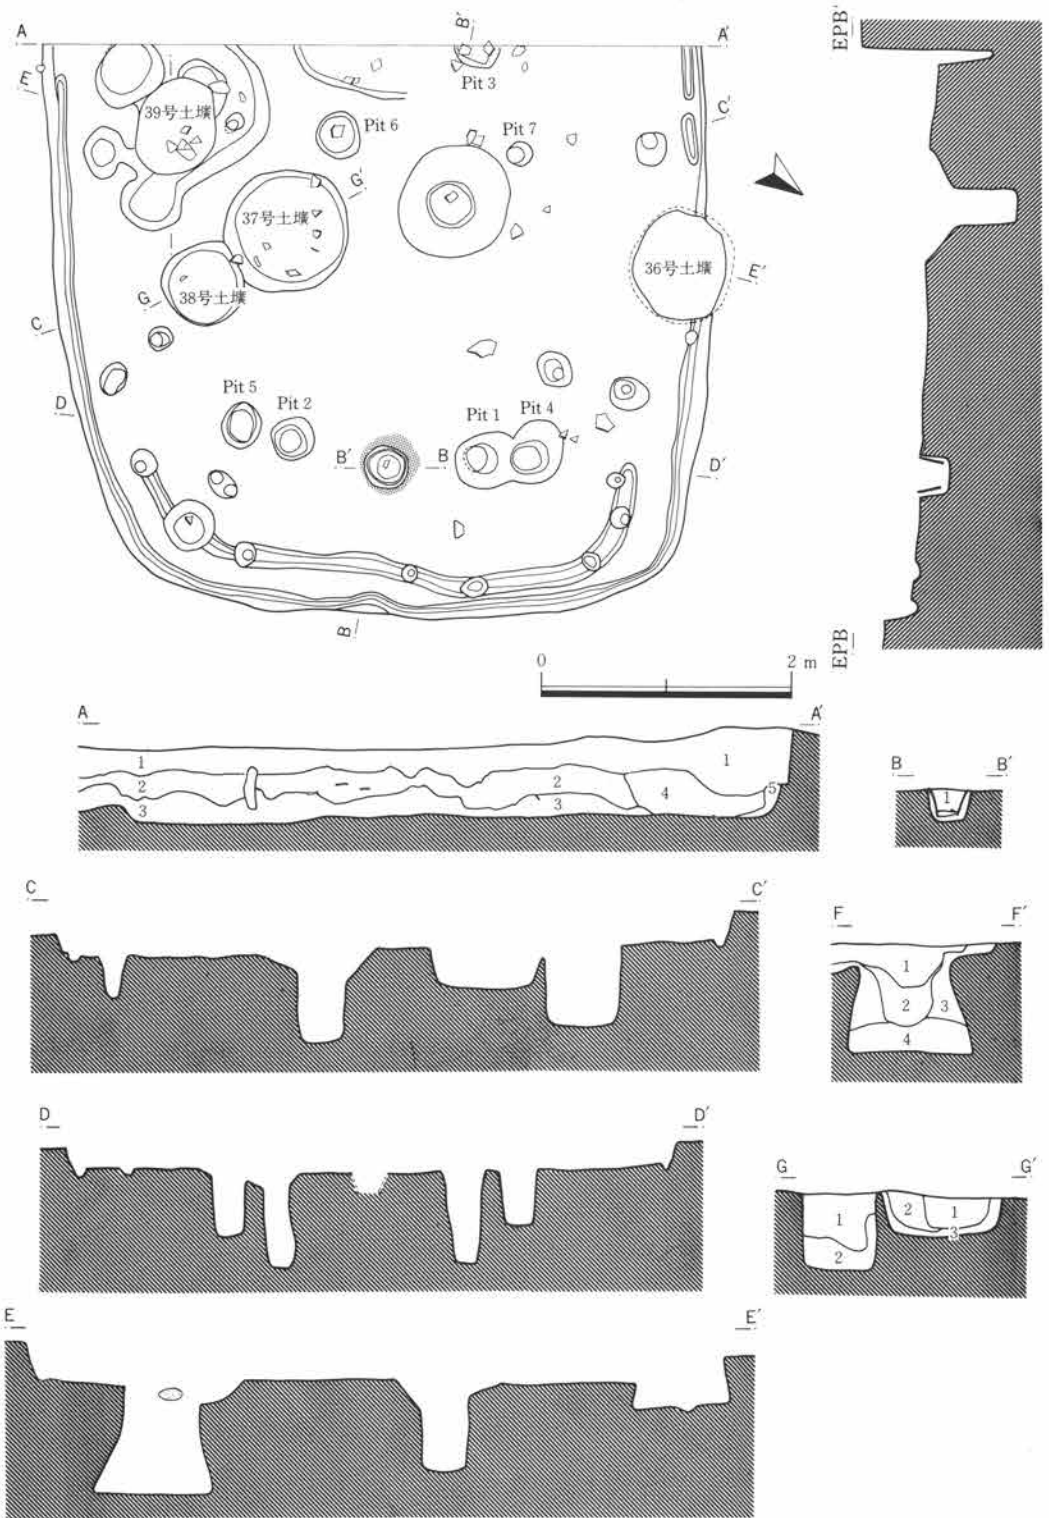 A
B'
A'
EPB'
E
39号土壙
Pit 3
C'
Pit 6
Pit 7
G'
37号土壙
36号土壙
E'
38号土壙
G
C
D
Pit 5
Pit 2
Pit 1
Pit 4
B'
B
D'
B
EPB
0
2 m
A
A'
1
1
2
2
3
3
4
5
B
B'
1
C
C'
F
F'
1
2
3
4
D
D'
G
G'
1
2
2
1
3
E
E'